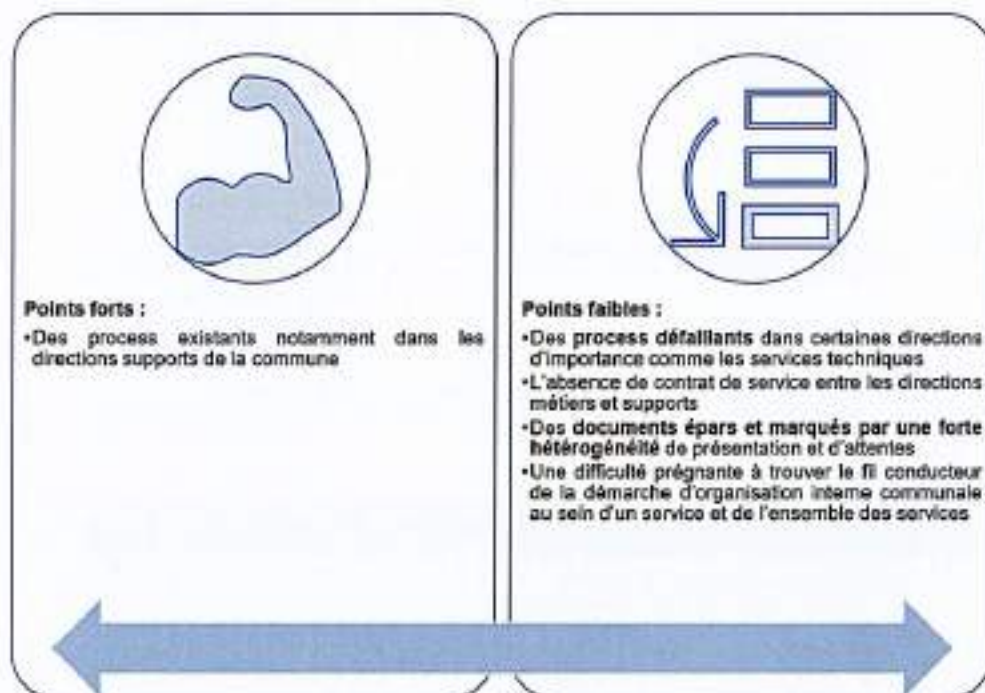 Points forts :
•Des process existants notamment dans les
directions supports de la commune
Points faibles :
•Des process défaillants dans certaines directions
d'importance comme les services techniques
•L'absence de contrat de service entre les directions
métiers et supports
•Des documents épars et marqués par une forte
hétérogénéité de présentation et d'attentes
•Une difficulté prégnante à trouver le fil conducteur
de la démarche d'organisation interne communale
au sein d'un service et de l'ensemble des services